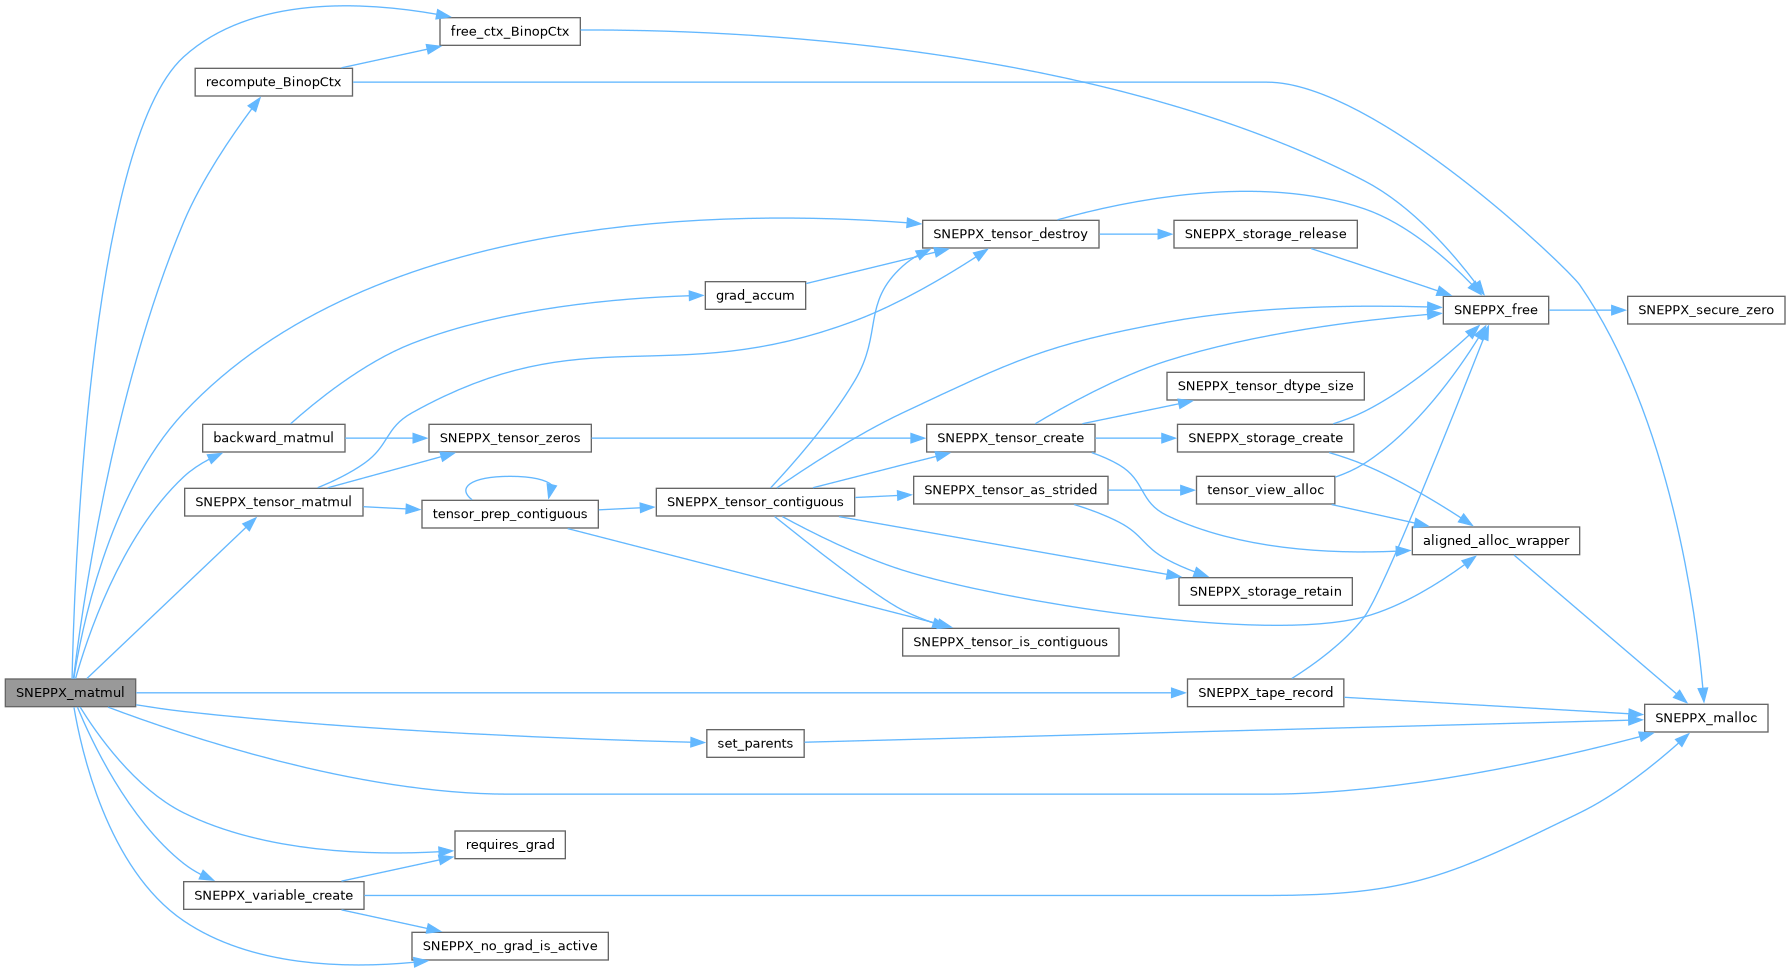 free_ctx_BinopCtx
recompute_BinopCtx
SNEPPX_tensor_destroy
SNEPPX_storage_release
grad_accum
SNEPPX_free
SNEPPX_secure_zero
SNEPPX_tensor_dtype_size
backward_matmul
SNEPPX_tensor_zeros
SNEPPX_tensor_create
SNEPPX_storage_create
SNEPPX_tensor_matmul
tensor_prep_contiguous
SNEPPX_tensor_contiguous
SNEPPX_tensor_as_strided
tensor_view_alloc
aligned_alloc_wrapper
SNEPPX_storage_retain
SNEPPX_tensor_is_contiguous
SNEPPX_matmul
SNEPPX_tape_record
SNEPPX_malloc
set_parents
requires_grad
SNEPPX_variable_create
SNEPPX_no_grad_is_active